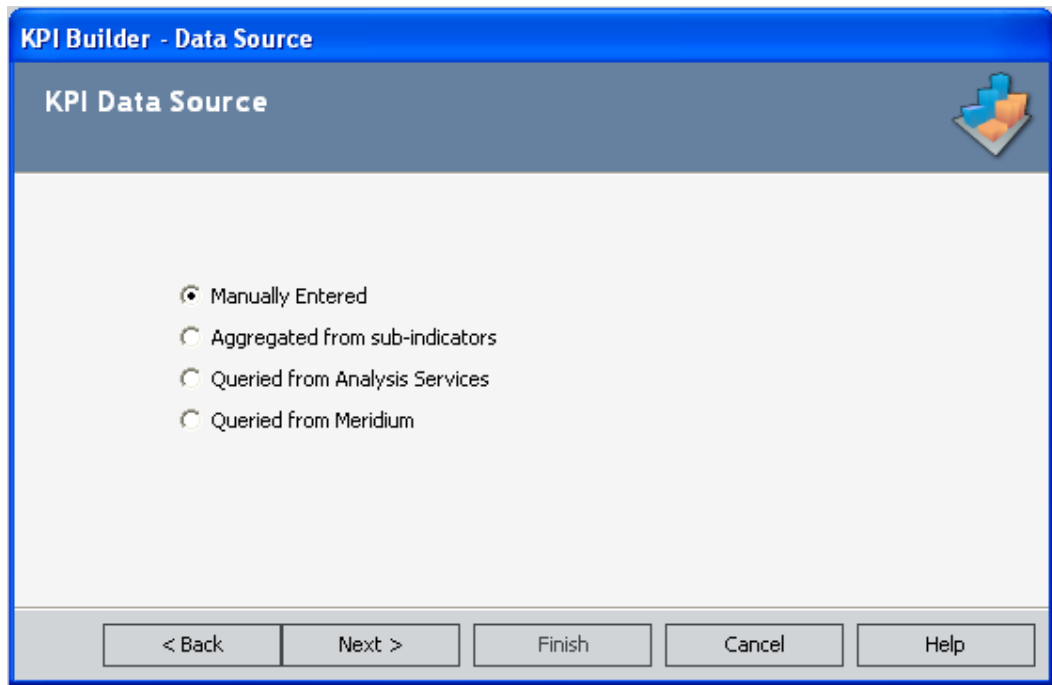 KPI Builder - Data Source
KPI Data Source
Manually Entered
Aggregated from sub-indicators
Queried from Analysis Services
Queried from Meridium
< Back Next > Finish Cancel Help